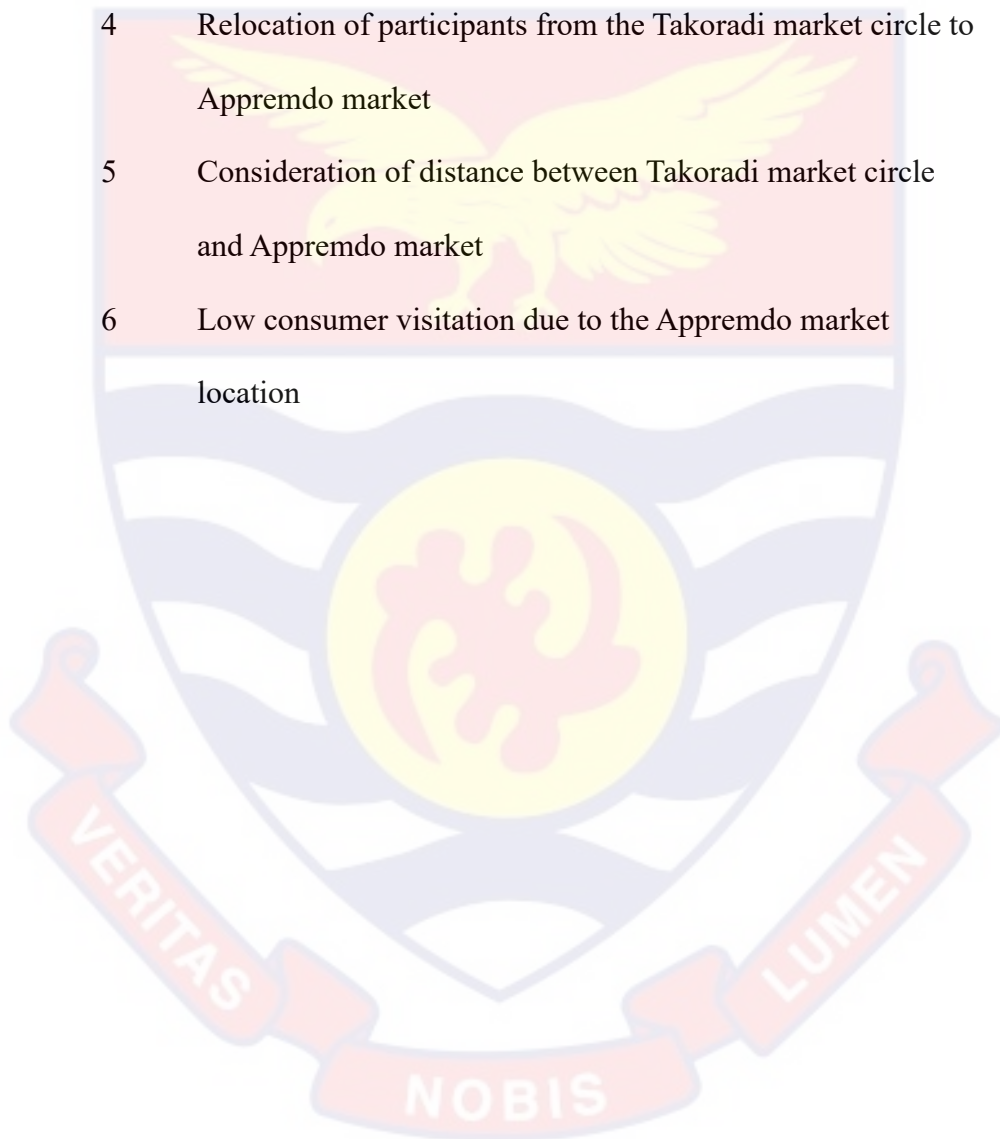 4 Relocation of participants from the Takoradi market circle to
Appremdo market
5 Consideration of distance between Takoradi market circle
and Appremdo market
6 Low consumer visitation due to the Appremdo market
location
VERITAS
NOBIS
LUMEN